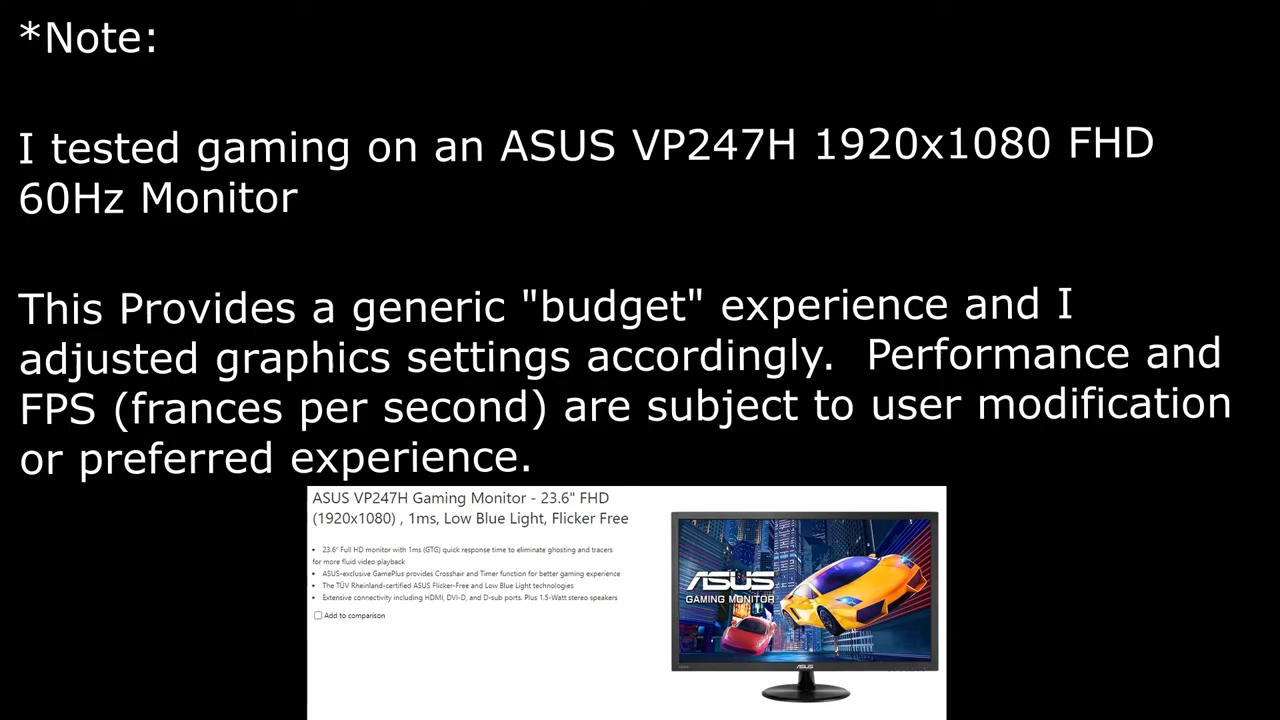 *Note:
I tested gaming on an ASUS VP247H 1920x1080 FHD
60Hz Monitor
This Provides a generic "budget" experience and I
adjusted graphics settings accordingly.  Performance and
FPS (frances per second) are subject to user modification
or preferred experience.
ASUS VP247H Gaming Monitor - 23.6" FHD
(1920x1080) , 1ms, Low Blue Light, Flicker Free
• 23.6" Full HD monitor with 1ms (GTG) quick response time to eliminate ghosting and tracers
for more fluid video playback
• ASUS-exclusive GamePlus provides Crosshair and Timer function for better gaming experience
• The TÜV Rheinland-certified ASUS Flicker-Free and Low Blue Light technologies
• Extensive connectivity including HDMI, DVI-D, and D-sub ports. Plus 1.5-Watt stereo speakers
Add to comparison
ASUS
GAMING MONITOR
ASUS